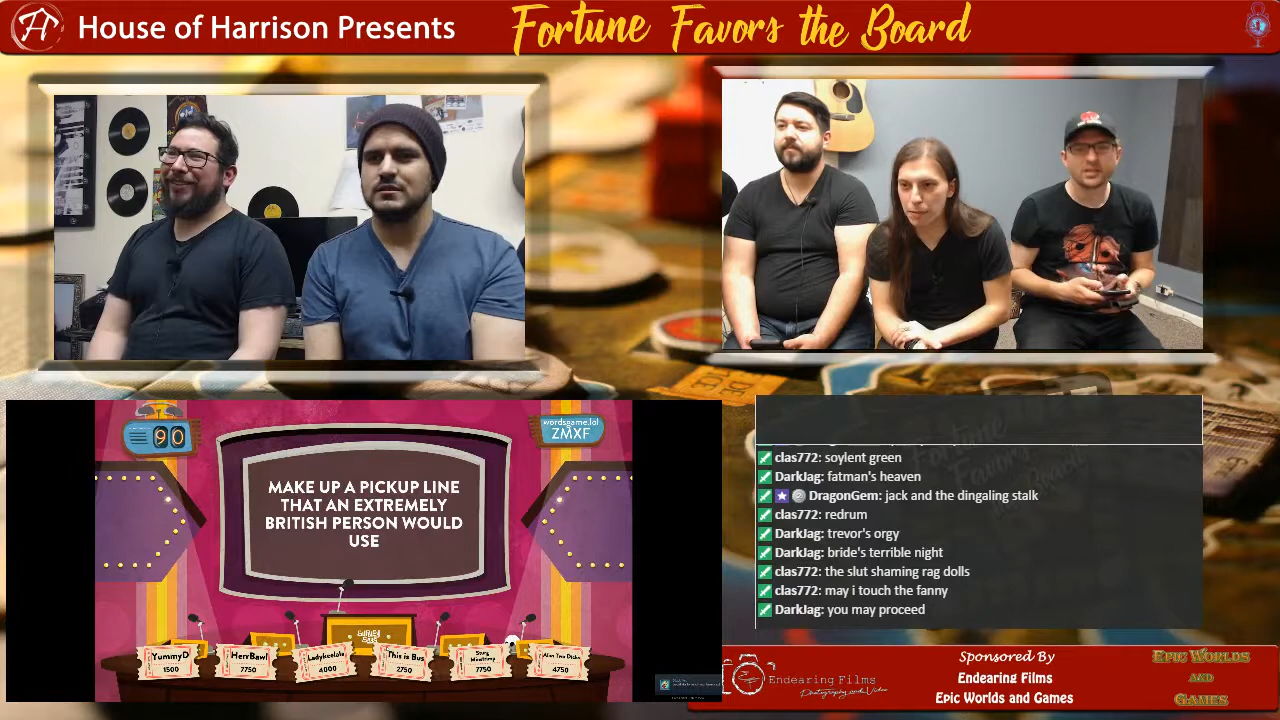 House of Harrison Presents
Fortune Favors the Board
90
wordsgame.lol
ZMXF
MAKE UP A PICKUP LINE
THAT AN EXTREMELY
BRITISH PERSON WOULD
USE
TummyD
1500
HerrBawl
7750
4000
This is Bus
2750
7750
4750
clas772: soylent green
DarkJag: fatman's heaven
DragonGem: jack and the dingaling stalk
clas772: redrum
DarkJag: trevor's orgy
DarkJag: bride's terrible night
clas772: the slut shaming rag dolls
clas772: may i touch the fanny
DarkJag: you may proceed
Endearing Films
Photography and Video
Sponsored By
Endearing Films
Epic Worlds and Games
EPIC WORLDS
AND
GAMES